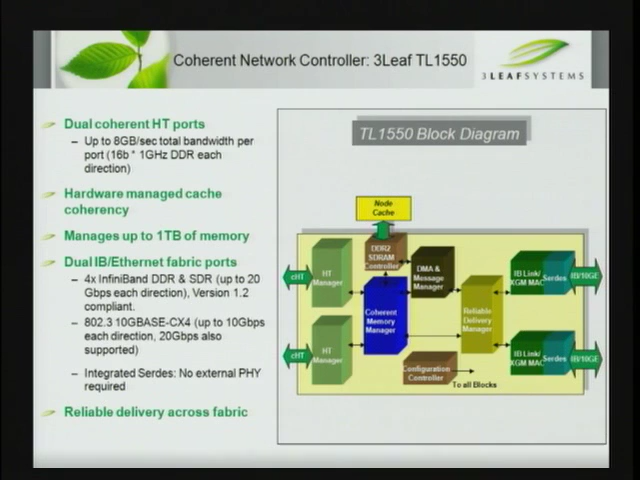 Coherent Network Controller: 3Leaf TL1550
3LEAFSYSTEMS
Dual coherent HT ports
– Up to 8GB/sec total bandwidth per
port (16b * 1GHz DDR each
direction)
Hardware managed cache
coherency
Manages up to 1TB of memory
Dual IB/Ethernet fabric ports
– 4x InfiniBand DDR & SDR (up to 20
Gbps each direction), Version 1.2
compliant.
– 802.3 10GBASE-CX4 (up to 10Gbps
each direction, 20Gbps also
supported)
– Integrated Serdes: No external PHY
required
Reliable delivery across fabric
TL1550 Block Diagram
Node
Cache
DDR2
SDRAM
Controller
DMA &
Message
Manager
HT
Manager
cHT
Coherent
Memory
Manager
Reliable
Delivery
Manager
IB Link/
XGM MAC
Serdes
IB/10GE
cHT
HT
Manager
Configuration
Controller
To all Blocks
IB Link/
XGM MAC
Serdes
IB/10GE